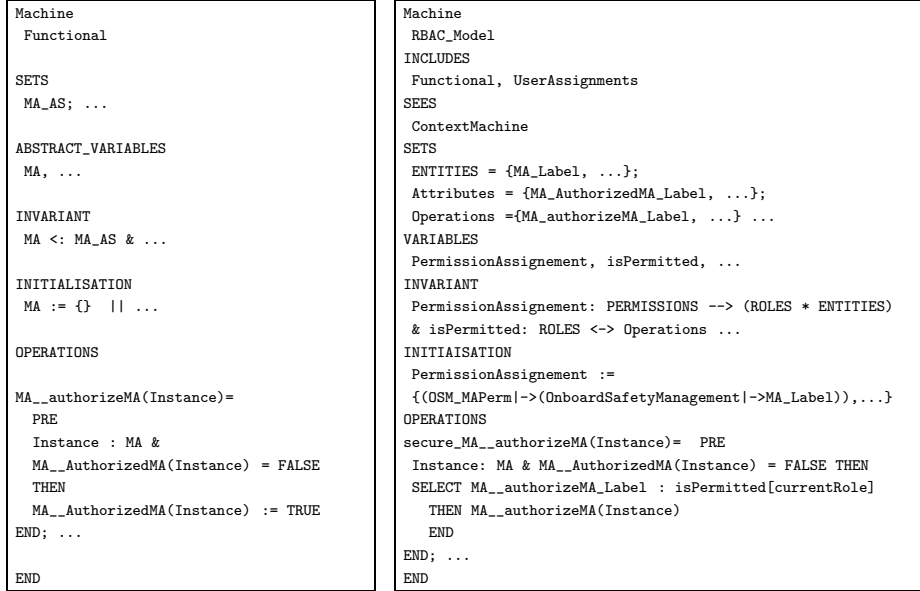 Machine
Functional
SETS
MA_AS; ...
ABSTRACT_VARIABLES
MA, ...
INVARIANT
MA <: MA_AS & ...
INITIALISATION
MA := {} || ...
OPERATIONS
MA__authorizeMA(Instance)=
PRE
Instance : MA &
MA__AuthorizedMA(Instance) = FALSE
THEN
MA__AuthorizedMA(Instance) := TRUE
END; ...
END
Machine
RBAC_Model
INCLUDES
Functional, UserAssignments
SEES
ContextMachine
SETS
ENTITIES = {MA_Label, ...};
Attributes = {MA_AuthorizedMA_Label, ...};
Operations ={MA_authorizeMA_Label, ...} ...
VARIABLES
PermissionAssignement, isPermitted, ...
INVARIANT
PermissionAssignement: PERMISSIONS --> (ROLES * ENTITIES)
& isPermitted: ROLES <-> Operations ...
INITIAISATION
PermissionAssignement :=
{(OSM_MAPerm|->(OnboardSafetyManagement|->MA_Label)),...}
OPERATIONS
secure_MA__authorizeMA(Instance)= PRE
Instance: MA & MA__AuthorizedMA(Instance) = FALSE THEN
SELECT MA__authorizeMA_Label : isPermitted[currentRole]
THEN MA__authorizeMA(Instance)
END
END; ...
END